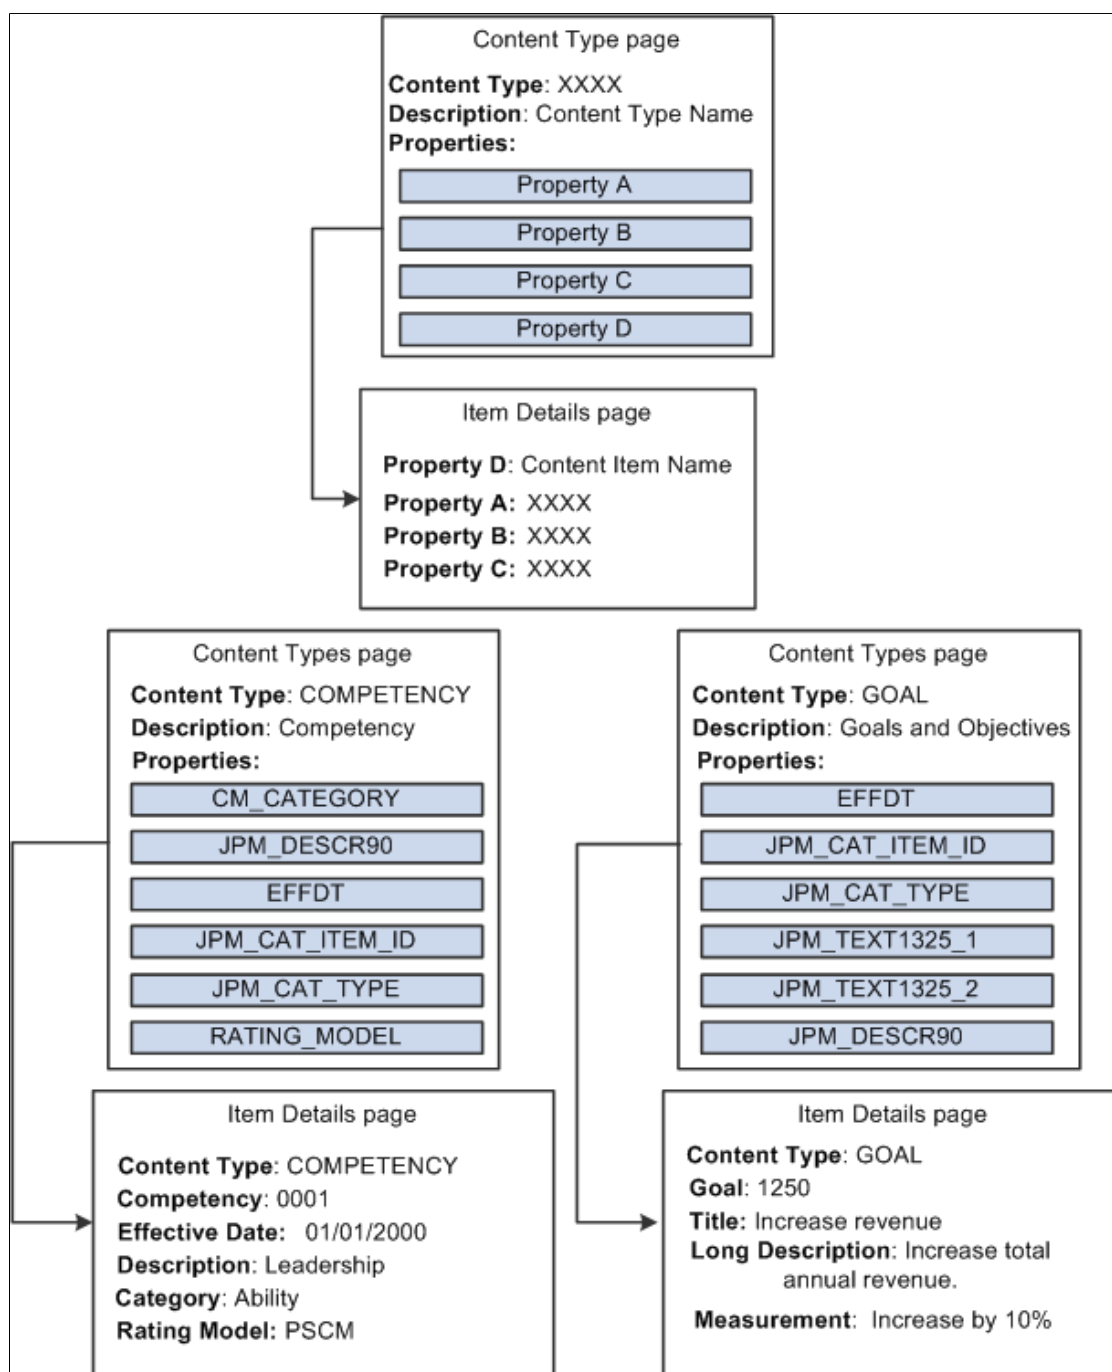 Content Type page
Content Type: XXXX
Description: Content Type Name
Properties:
Property A
Property B
Property C
Property D
Item Details page
Property D: Content Item Name
Property A: XXXX
Property B: XXXX
Property C: XXXX
Content Types page
Content Type: COMPETENCY
Description: Competency
Properties:
CM_CATEGORY
JPM_DESCR90
EFFDT
JPM_CAT_ITEM_ID
JPM_CAT_TYPE
RATING_MODEL
Content Types page
Content Type: GOAL
Description: Goals and Objectives
Properties:
EFFDT
JPM_CAT_ITEM_ID
JPM_CAT_TYPE
JPM_TEXT1325_1
JPM_TEXT1325_2
JPM_DESCR90
Item Details page
Content Type: COMPETENCY
Competency: 0001
Effective Date: 01/01/2000
Description: Leadership
Category: Ability
Rating Model: PSCM
Item Details page
Content Type: GOAL
Goal: 1250
Title: Increase revenue
Long Description: Increase total
annual revenue.
Measurement: Increase by 10%